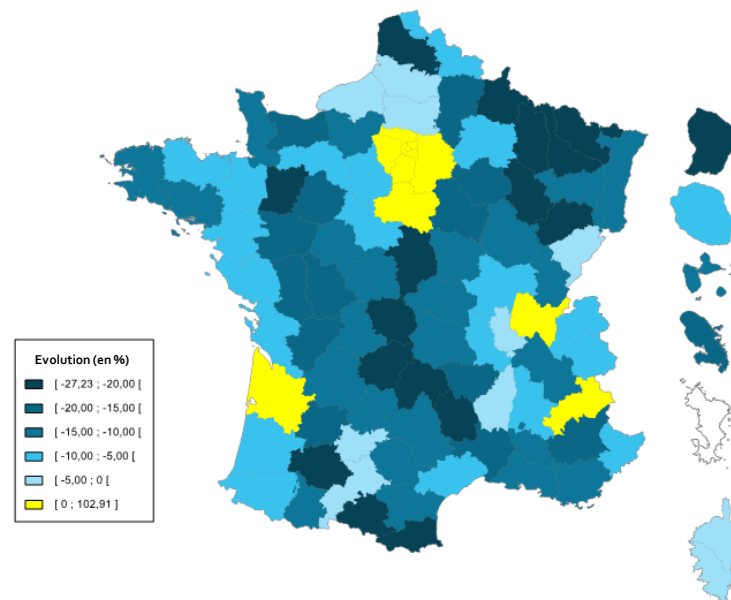 Evolution (en %)
[ -27,23 ; -20,00 [
[ -20,00 ; -15,00 [
[ -15,00 ; -10,00 [
[ -10,00 ; -5,00 [
[ -5,00 ; 0 [
[ 0 ; 102,91 ]